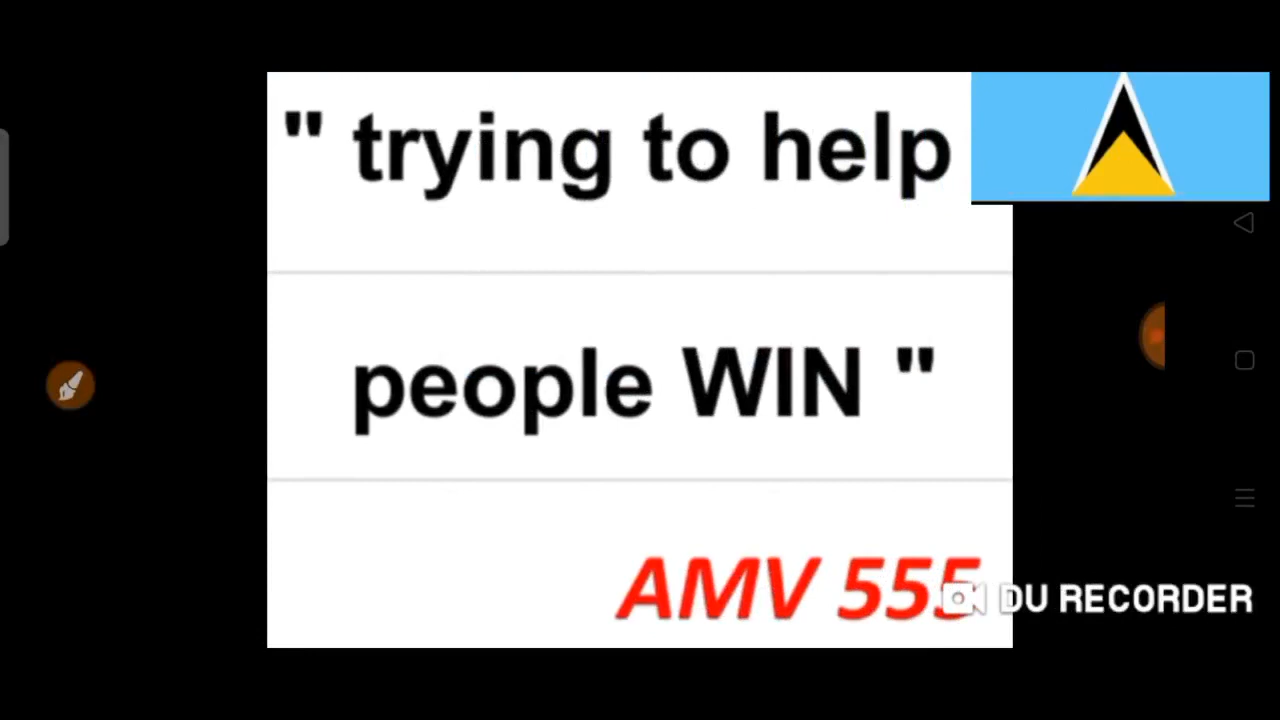 " trying to help
people WIN "
AMV 555
DU RECORDER